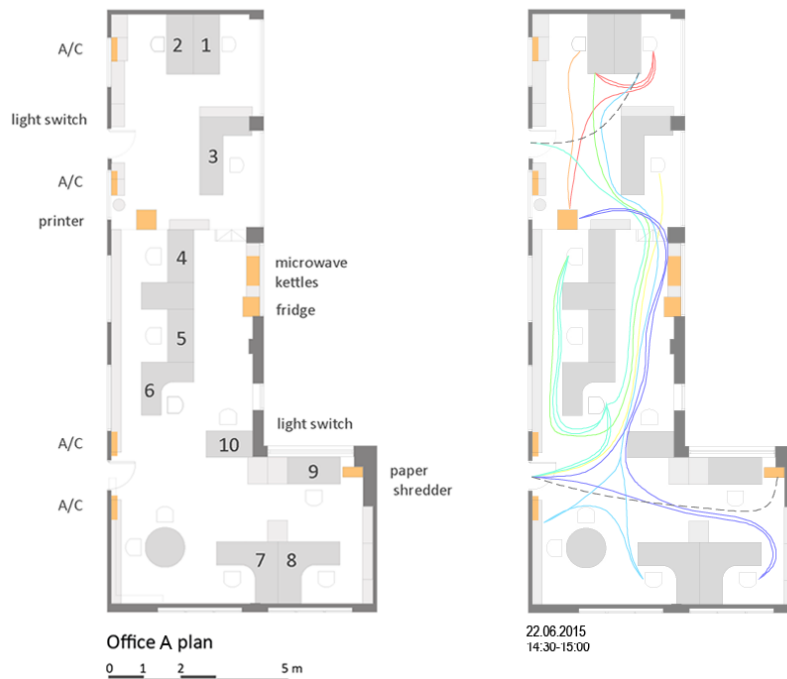 A/C
2 1
light switch
3
A/C
printer
4
microwave
kettles
fridge
5
6
light switch
10
A/C
9
paper
shredder
A/C
7 8
Office A plan
0 1 2 5 m
22.06.2015
14:30-15:00